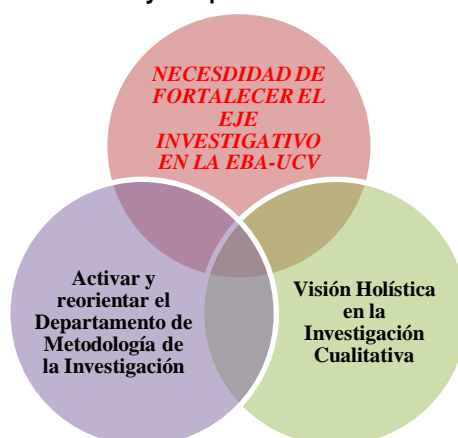 NECESDIDAD DE
FORTALECER EL
EJE
INVESTIGATIVO
EN LA EBA-UCV
Activar y
reorientar el
Departamento de
Metodología de
la Investigación
Visión Holística
en la
Investigación
Cualitativa